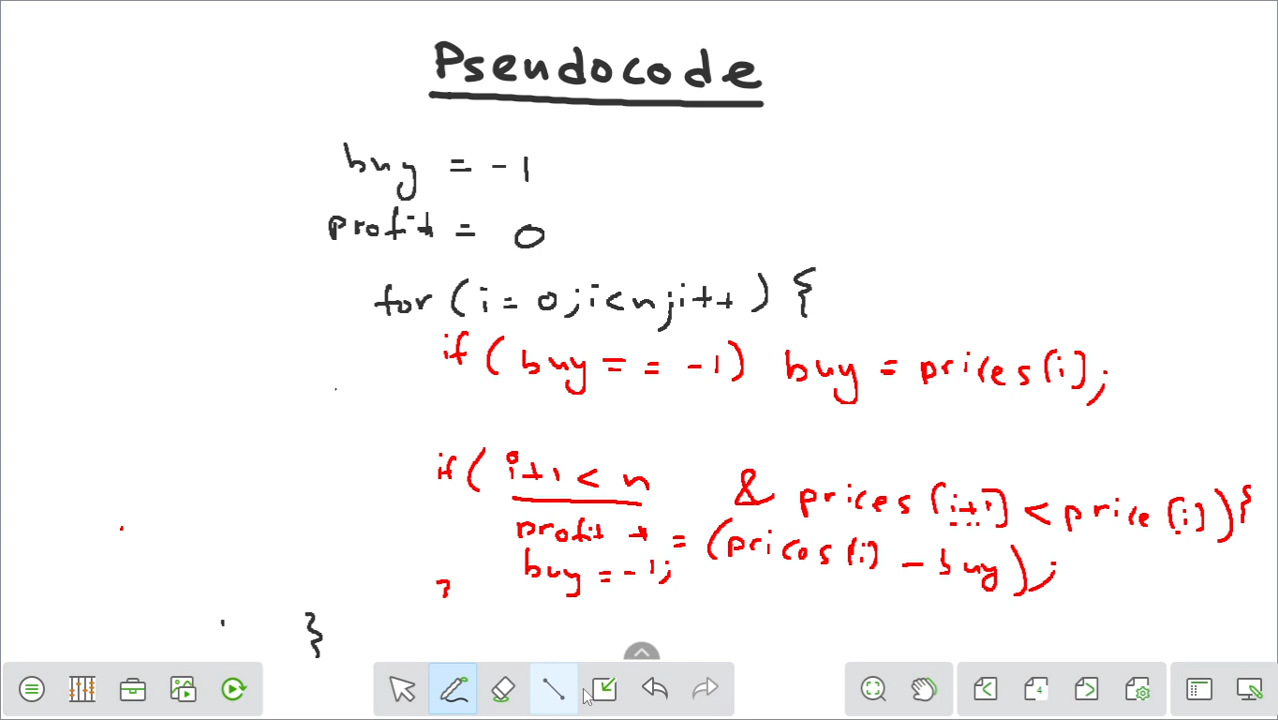 Pseudocode
buy = -1
profit = 0
for (i = 0; i < n; i++) {
if (buy == -1) buy = prices[i];
if( i+1 < n & prices[i+1] < price[i]){
profit += (prices[i] - buy);
buy = -1;
}
}
4